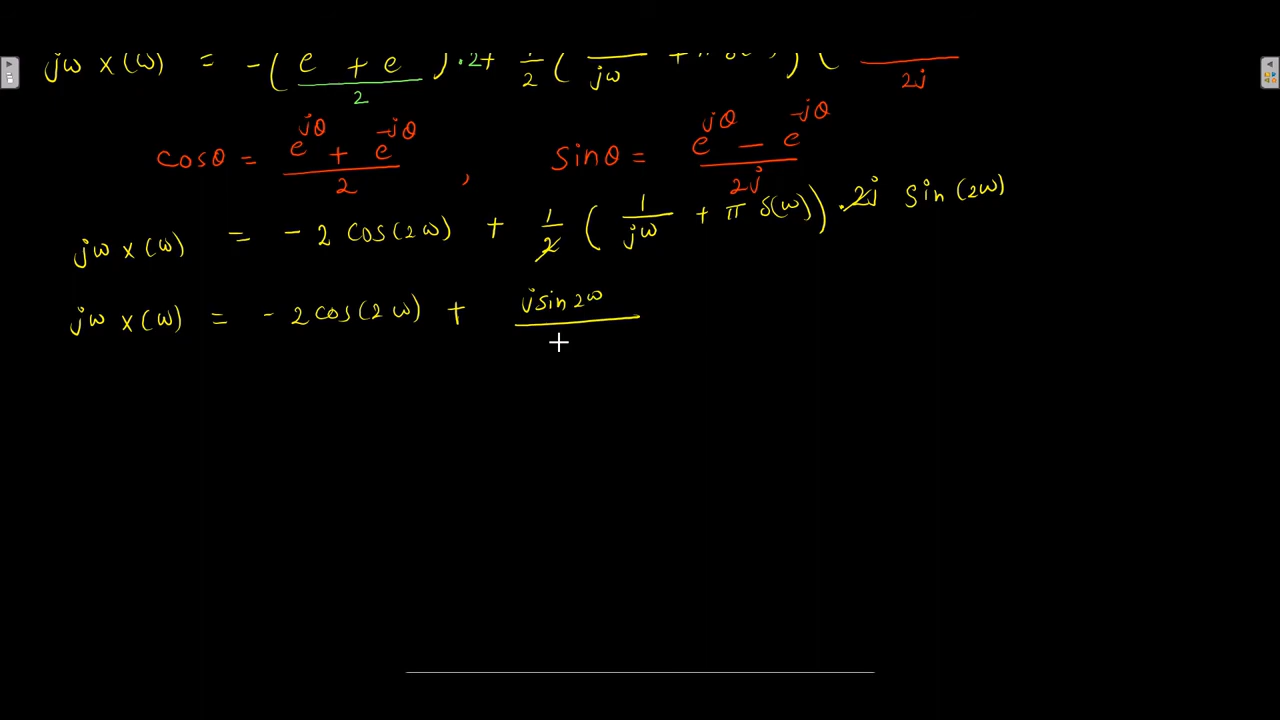 jω X(ω) = -( e + e / 2 ) .2 + 1/2 ( / jω + π δ ) ( / 2j
cosθ = e^jθ + e^-jθ / 2 , sinθ = e^jθ - e^-jθ / 2j
jω X(ω) = - 2 cos(2ω) + 1/2 ( 1/jω + π δ(ω) ) . 2j sin(2ω)
jω X(ω) = - 2 cos(2ω) + j sin 2ω /